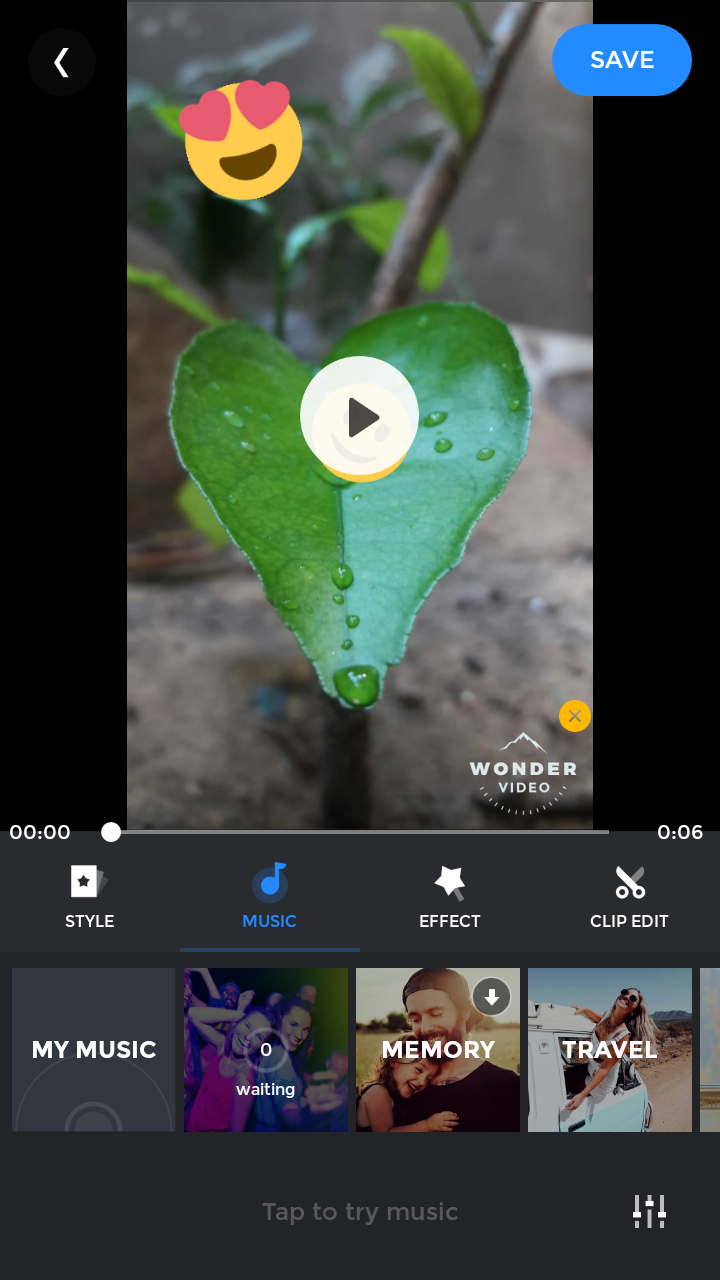 SAVE
WONDER
VIDEO
00:00
0:06
STYLE
MUSIC
EFFECT
CLIP EDIT
MY MUSIC
0
waiting
MEMORY
TRAVEL
Tap to try music